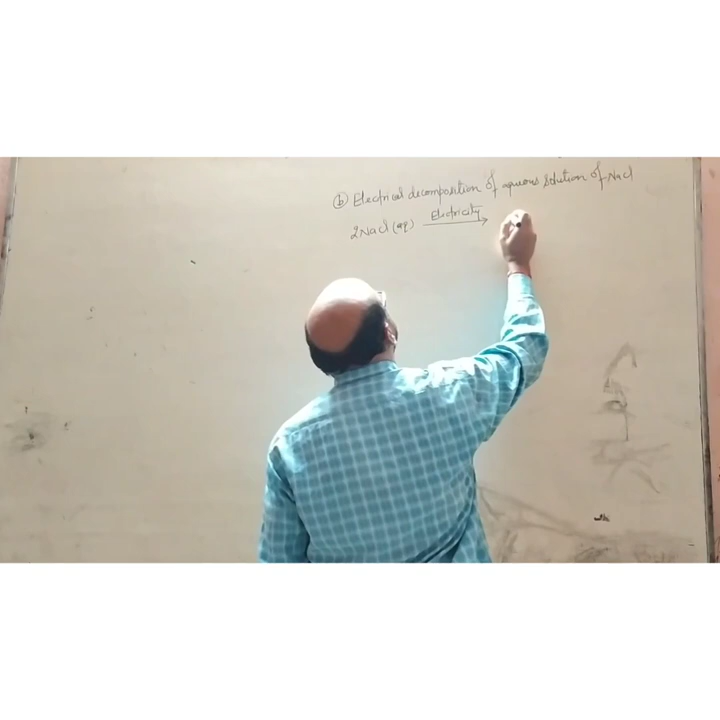 ⓑ Electrical decomposition of aqueous solution of NaCl
Electricity
2NaCl (aq) ⟶